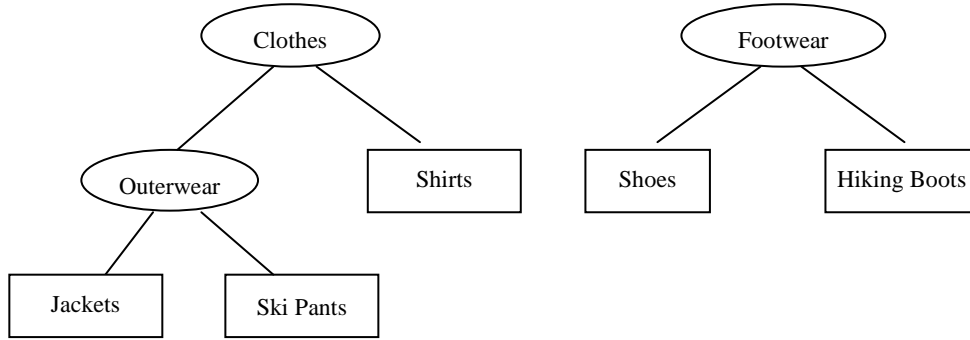 Clothes
Footwear
Outerwear
Shirts
Shoes
Hiking Boots
Jackets
Ski Pants